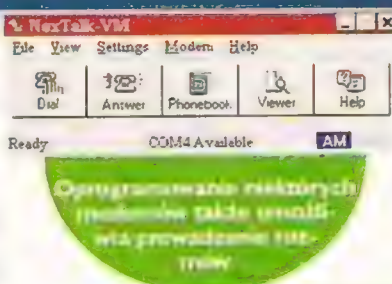 NexTalk-VM
File View Settings Modem Help
Dial Answer Phonebook Viewer Help
Ready COM4 Available AM
Oprogramowanie niektórych
modemów także umożli-
wia prowadzenie roz-
mów